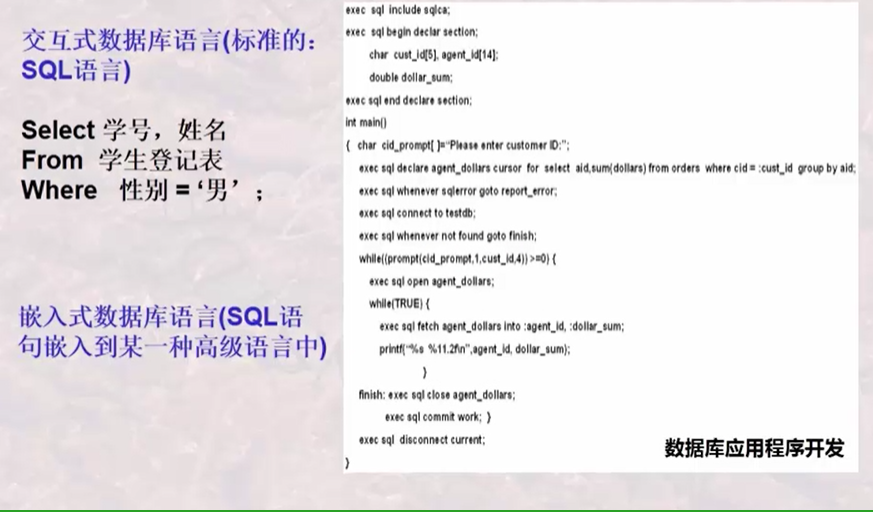 交互式数据库语言(标准的：
SQL语言)
Select 学号，姓名
From 学生登记表
Where 性别 = ‘男’；
嵌入式数据库语言(SQL语
句嵌入到某一种高级语言中)
exec sql include sqlca;
exec sql begin declar section;
char cust_id[5], agent_id[14];
double dollar_sum;
exec sql end declare section;
int main()
{ char cid_prompt[ ]=“Please enter customer ID:”;
exec sql declare agent_dollars cursor for select aid,sum(dollars) from orders where cid = :cust_id group by aid;
exec sql whenever sqlerror goto report_error;
exec sql connect to testdb;
exec sql whenever not found goto finish;
while((prompt(cid_prompt,1,cust_id,4)) >=0) {
exec sql open agent_dollars;
while(TRUE) {
exec sql fetch agent_dollars into :agent_id, :dollar_sum;
printf(“%s %11.2f\n”,agent_id, dollar_sum);
}
finish: exec sql close agent_dollars;
exec sql commit work; }
exec sql disconnect current;
}
数据库应用程序开发